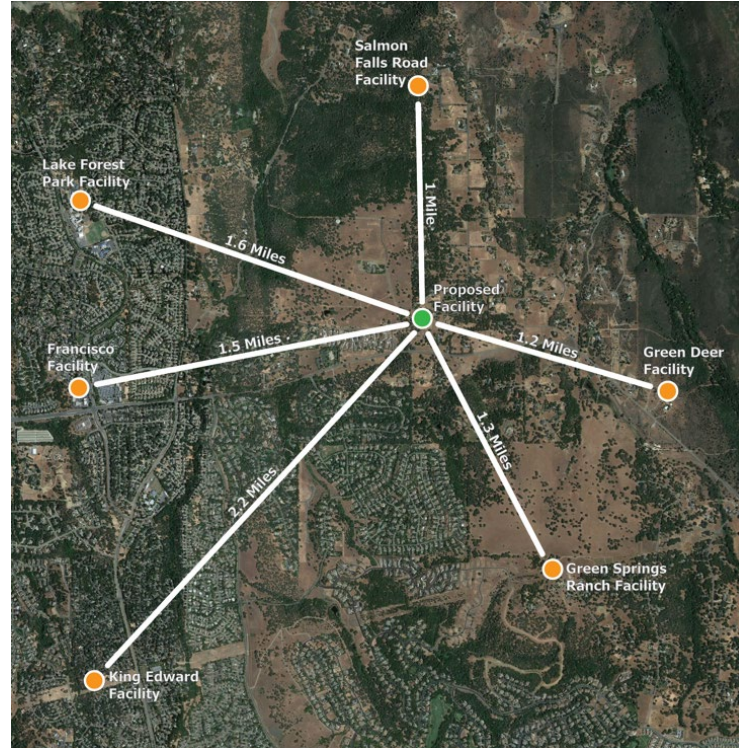 Salmon
Falls Road
Facility
Lake Forest
Park Facility
1 Mile
1.6 Miles
Proposed
Facility
1.5 Miles
1.2 Miles
Francisco
Facility
Green Deer
Facility
1.3 Miles
2.2 Miles
Green Springs
Ranch Facility
King Edward
Facility